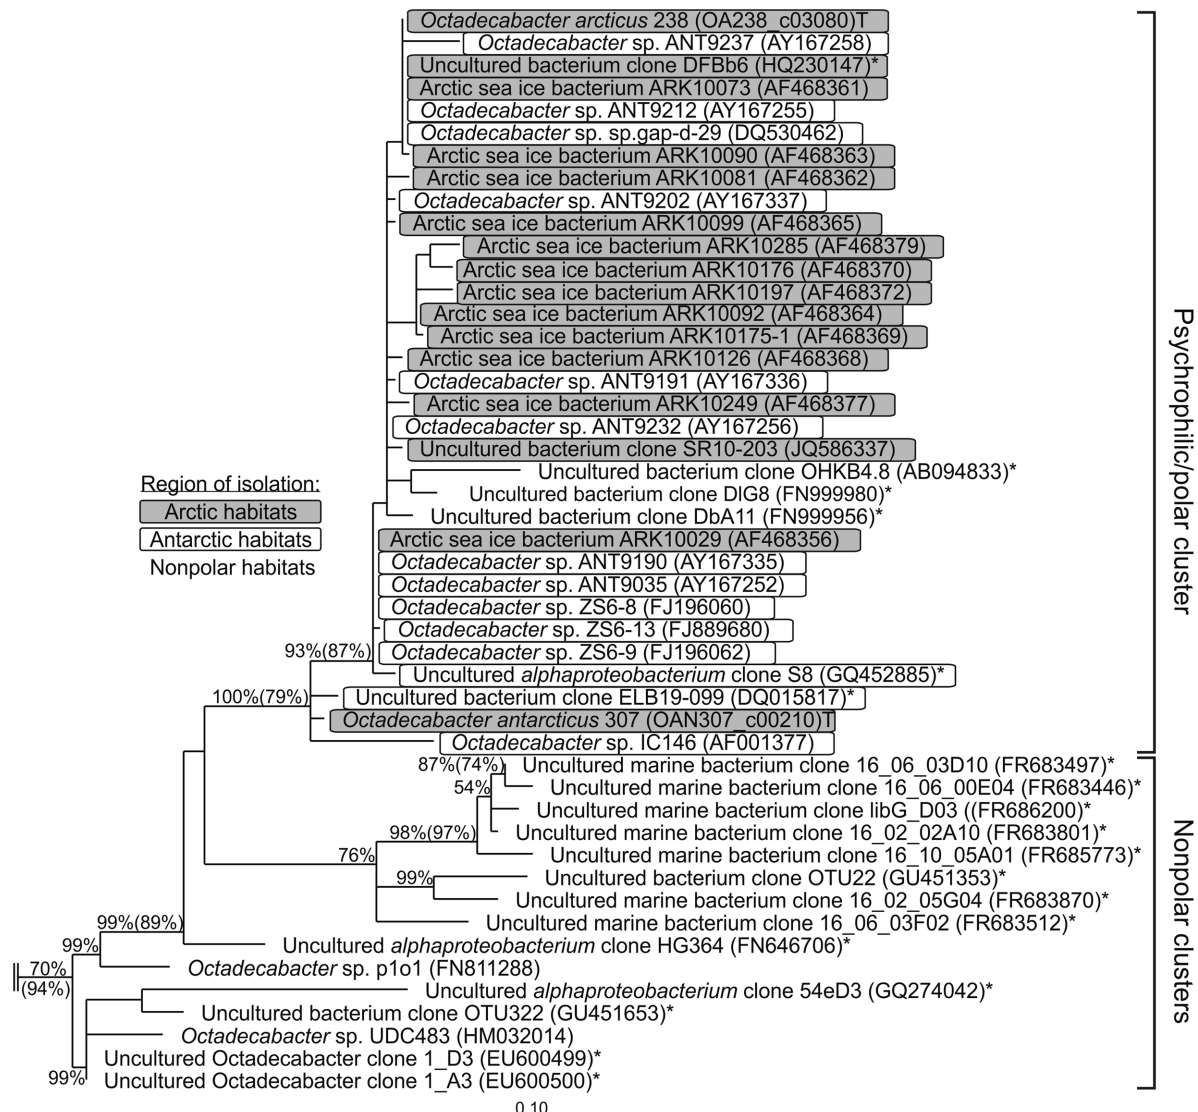 Octadecabacter arcticus 238 (OA238_c03080)T
Octadecabacter sp. ANT9237 (AY167258)
Uncultured bacterium clone DFBb6 (HQ230147)*
Arctic sea ice bacterium ARK10073 (AF468361)
Octadecabacter sp. ANT9212 (AY167255)
Octadecabacter sp. sp.gap-d-29 (DQ530462)
Arctic sea ice bacterium ARK10090 (AF468363)
Arctic sea ice bacterium ARK10081 (AF468362)
Octadecabacter sp. ANT9202 (AY167337)
Arctic sea ice bacterium ARK10099 (AF468365)
Arctic sea ice bacterium ARK10285 (AF468379)
Arctic sea ice bacterium ARK10176 (AF468370)
Arctic sea ice bacterium ARK10197 (AF468372)
Arctic sea ice bacterium ARK10092 (AF468364)
Arctic sea ice bacterium ARK10175-1 (AF468369)
Arctic sea ice bacterium ARK10126 (AF468368)
Octadecabacter sp. ANT9191 (AY167336)
Arctic sea ice bacterium ARK10249 (AF468377)
Octadecabacter sp. ANT9232 (AY167256)
Uncultured bacterium clone SR10-203 (JQ586337)
Uncultured bacterium clone OHKB4.8 (AB094833)*
Uncultured bacterium clone DIG8 (FN999980)*
Uncultured bacterium clone DbA11 (FN999956)*
Arctic sea ice bacterium ARK10029 (AF468356)
Octadecabacter sp. ANT9190 (AY167335)
Octadecabacter sp. ANT9035 (AY167252)
Octadecabacter sp. ZS6-8 (FJ196060)
Octadecabacter sp. ZS6-13 (FJ889680)
Octadecabacter sp. ZS6-9 (FJ196062)
Uncultured alphaproteobacterium clone S8 (GQ452885)*
Uncultured bacterium clone ELB19-099 (DQ015817)*
Octadecabacter antarcticus 307 (OAN307_c00210)T
Octadecabacter sp. IC146 (AF001377)
Psychrophilic/polar cluster
Region of isolation:
Arctic habitats
Antarctic habitats
Nonpolar habitats
93%(87%)
100%(79%)
Uncultured marine bacterium clone 16_06_03D10 (FR683497)*
Uncultured marine bacterium clone 16_06_00E04 (FR683446)*
Uncultured marine bacterium clone libG_D03 ((FR686200)*
Uncultured marine bacterium clone 16_02_02A10 (FR683801)*
Uncultured marine bacterium clone 16_10_05A01 (FR685773)*
Uncultured bacterium clone OTU22 (GU451353)*
Uncultured marine bacterium clone 16_02_05G04 (FR683870)*
Uncultured marine bacterium clone 16_06_03F02 (FR683512)*
Uncultured alphaproteobacterium clone HG364 (FN646706)*
Octadecabacter sp. p1o1 (FN811288)
Uncultured alphaproteobacterium clone 54eD3 (GQ274042)*
Uncultured bacterium clone OTU322 (GU451653)*
Octadecabacter sp. UDC483 (HM032014)
Uncultured Octadecabacter clone 1_D3 (EU600499)*
Uncultured Octadecabacter clone 1_A3 (EU600500)*
Nonpolar clusters
87%(74%)
54%
98%(97%)
76%
99%
99%(89%)
99%
70%
(94%)
99%
0.10